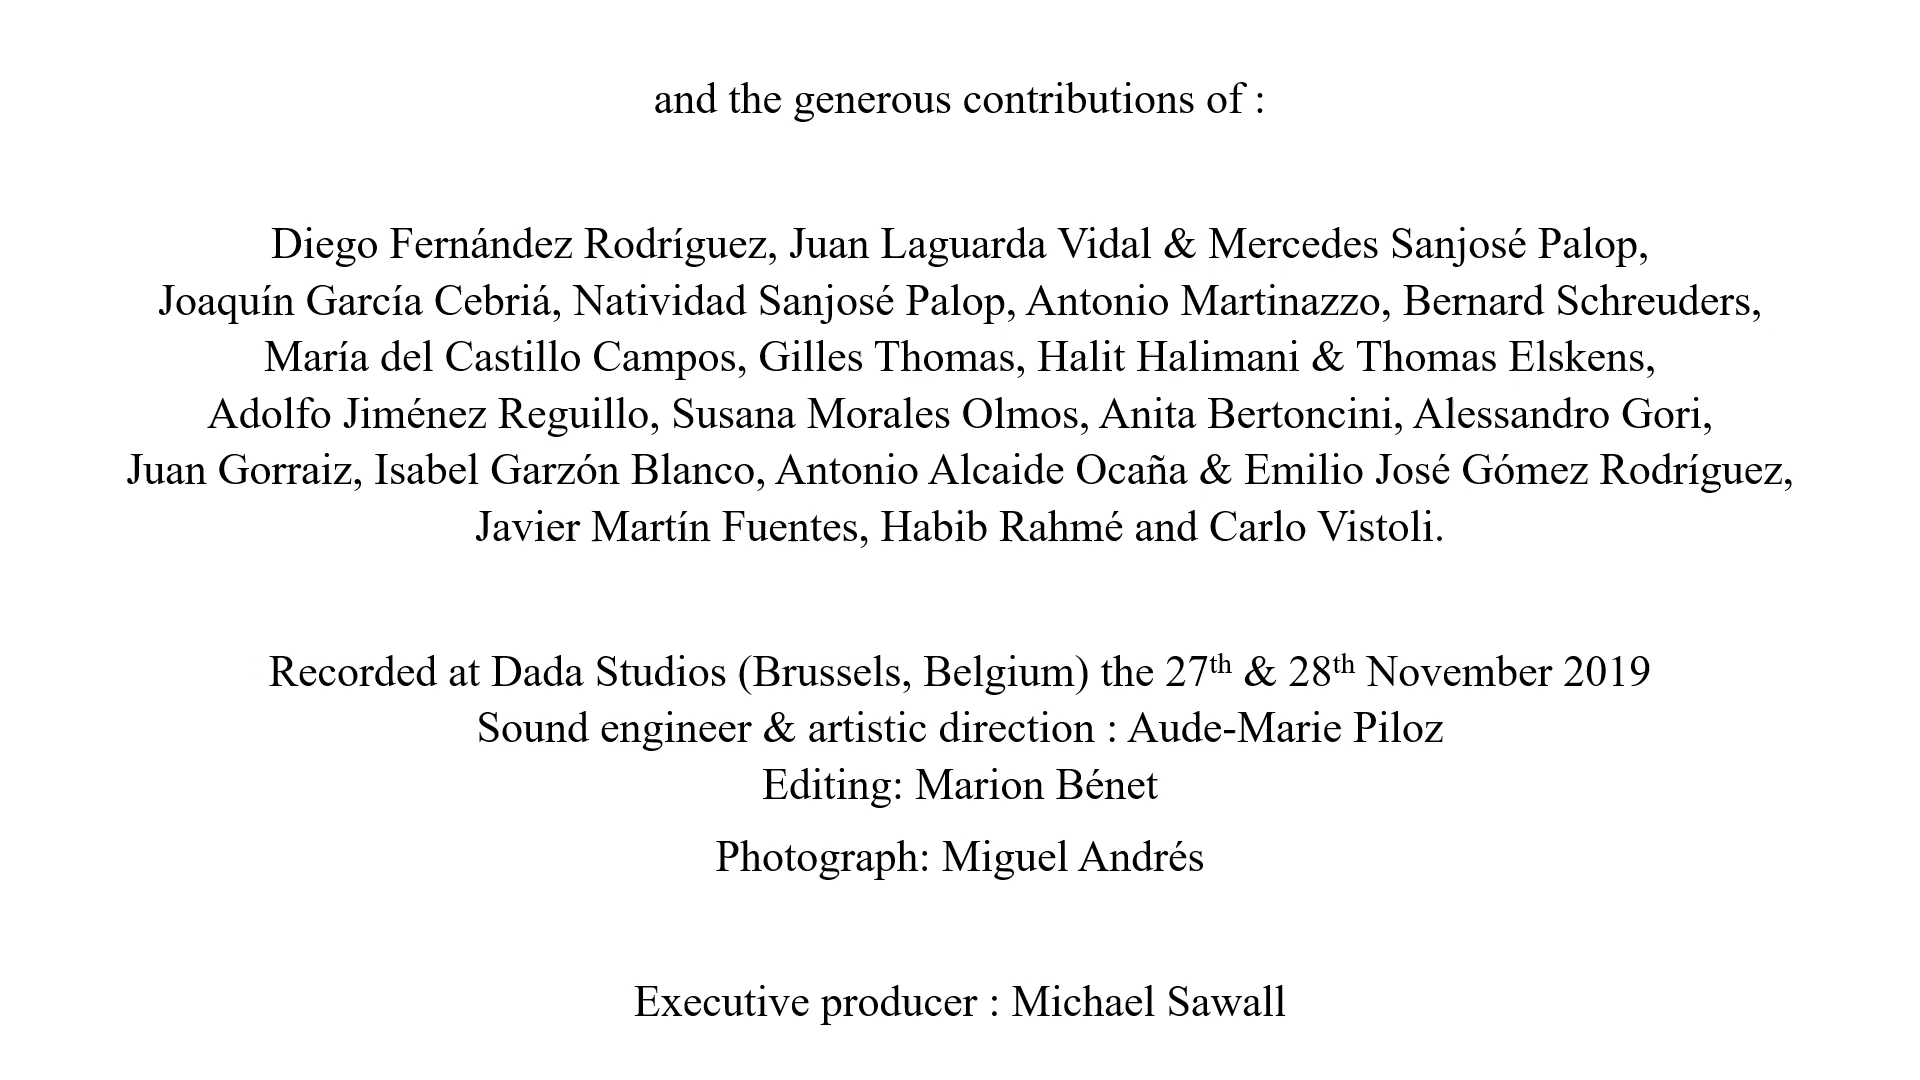 and the generous contributions of :
Diego Fernández Rodríguez, Juan Laguarda Vidal & Mercedes Sanjosé Palop,
Joaquín García Cebriá, Natividad Sanjosé Palop, Antonio Martinazzo, Bernard Schreuders,
María del Castillo Campos, Gilles Thomas, Halit Halimani & Thomas Elskens,
Adolfo Jiménez Reguillo, Susana Morales Olmos, Anita Bertoncini, Alessandro Gori,
Juan Gorraiz, Isabel Garzón Blanco, Antonio Alcaide Ocaña & Emilio José Gómez Rodríguez,
Javier Martín Fuentes, Habib Rahmé and Carlo Vistoli.
Recorded at Dada Studios (Brussels, Belgium) the 27th & 28th November 2019
Sound engineer & artistic direction : Aude-Marie Piloz
Editing: Marion Bénet
Photograph: Miguel Andrés
Executive producer : Michael Sawall